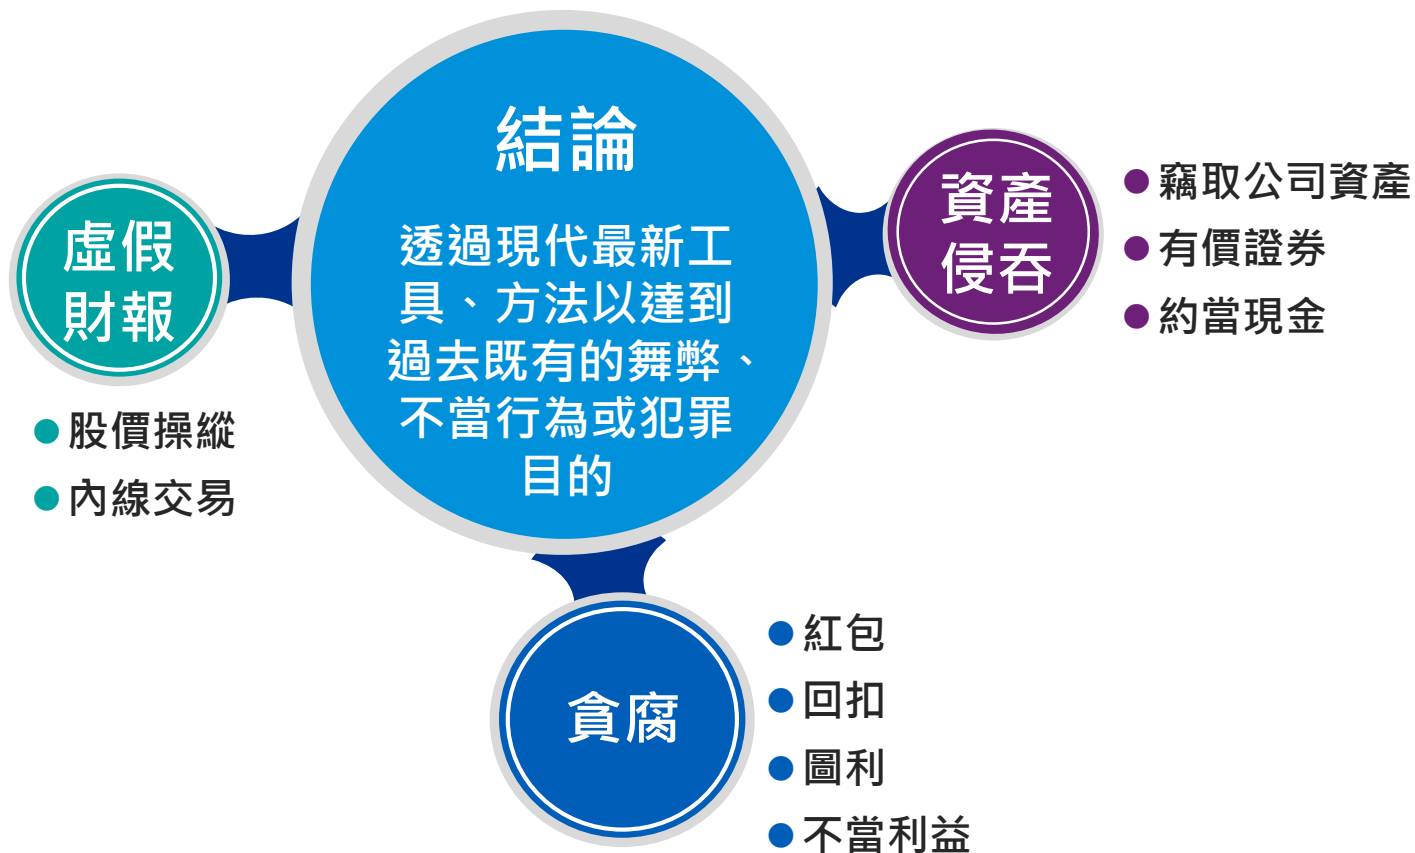 結論
透過現代最新工
具、方法以達到
過去既有的舞弊、
不當行為或犯罪
目的
虛假
財報
● 股價操縱
● 內線交易
資產
侵吞
● 竊取公司資產
● 有價證券
● 約當現金
貪腐
● 紅包
● 回扣
● 圖利
● 不當利益